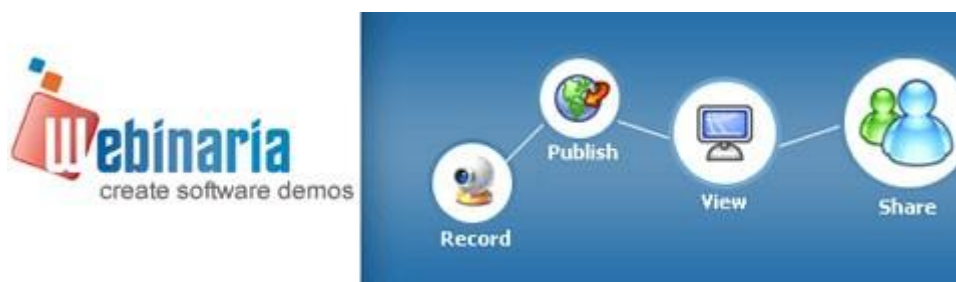 Webinaria
create software demos
Record
Publish
View
Share